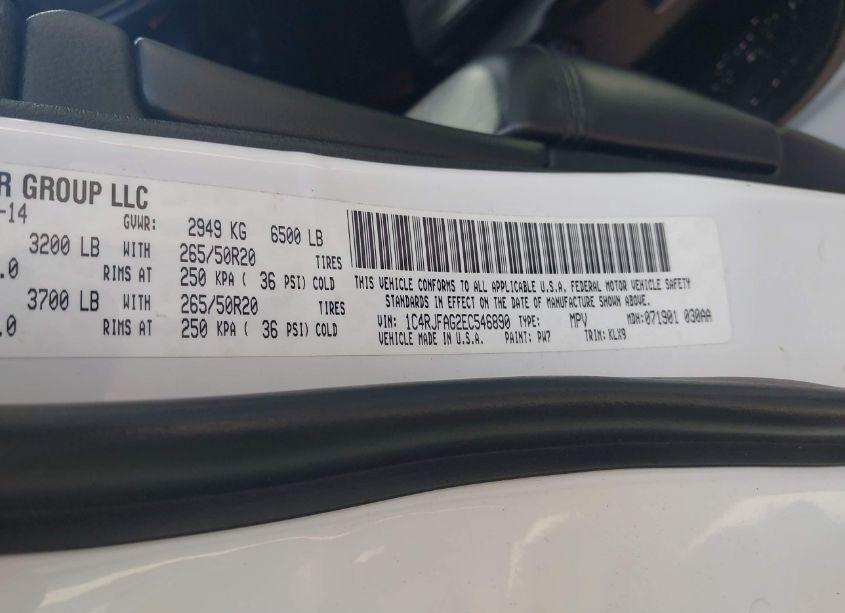 R GROUP LLC
-14 GVWR: 2949 KG 6500 LB
3200 LB WITH 265/50R20 TIRES
.0 RIMS AT 250 KPA ( 36 PSI) COLD
3700 LB WITH 265/50R20 TIRES
.0 RIMS AT 250 KPA ( 36 PSI) COLD
THIS VEHICLE CONFORMS TO ALL APPLICABLE U.S.A. FEDERAL MOTOR VEHICLE SAFETY
STANDARDS IN EFFECT ON THE DATE OF MANUFACTURE SHOWN ABOVE.
VIN: 1C4RJFAG2EC546890 TYPE: MPV MDH:071901 030AA
VEHICLE MADE IN U.S.A. PAINT: PW7 TRIM: KLX9